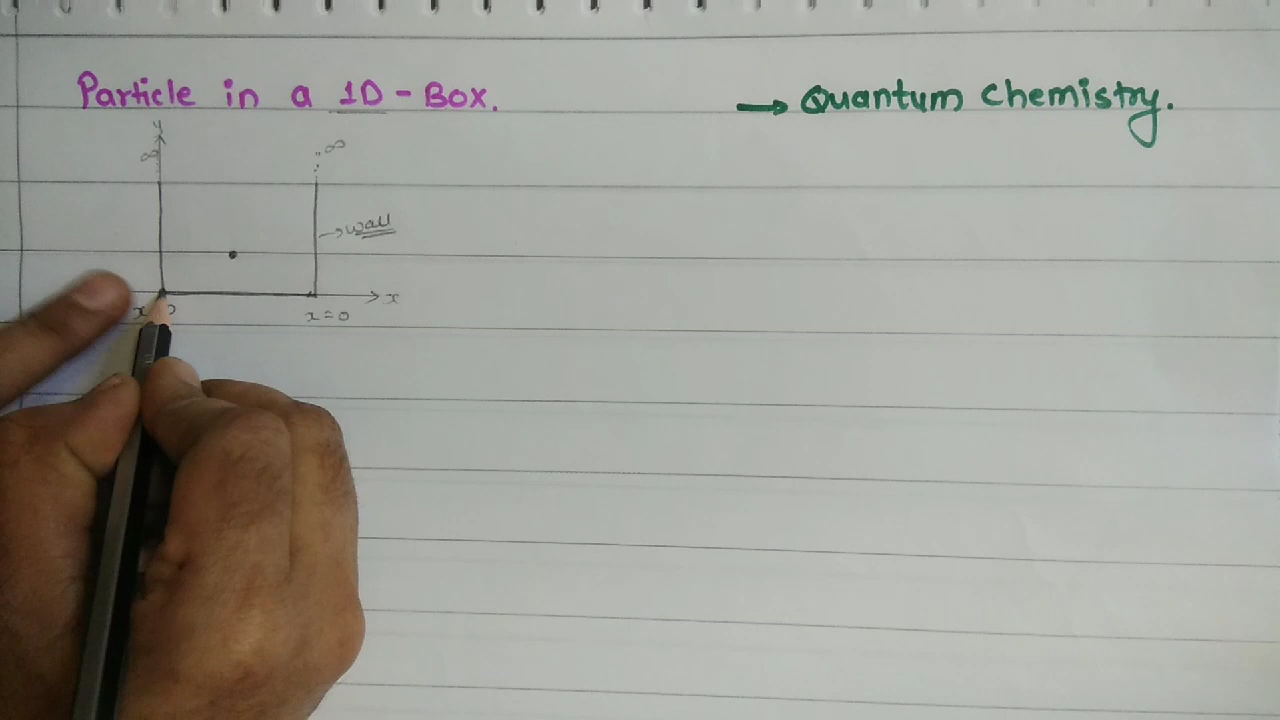 Particle in a 1D - Box.
→ Quantum chemistry.
∞
∞
→ wall
x
x = 0